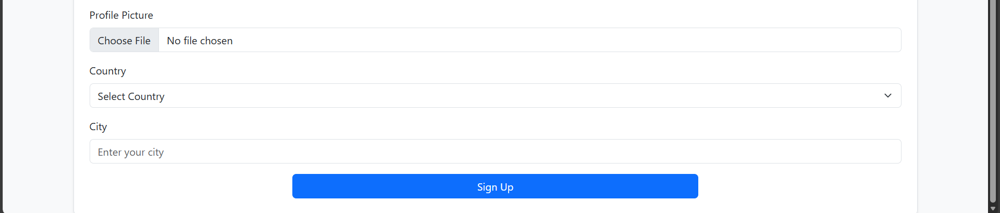 Profile Picture
Choose File No file chosen
Country
Select Country
City
Enter your city
Sign Up